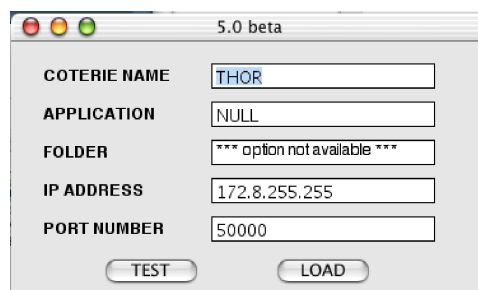 5.0 beta
COTERIE NAME THOR
APPLICATION NULL
FOLDER *** option not available ***
IP ADDRESS 172.8.255.255
PORT NUMBER 50000
TEST LOAD